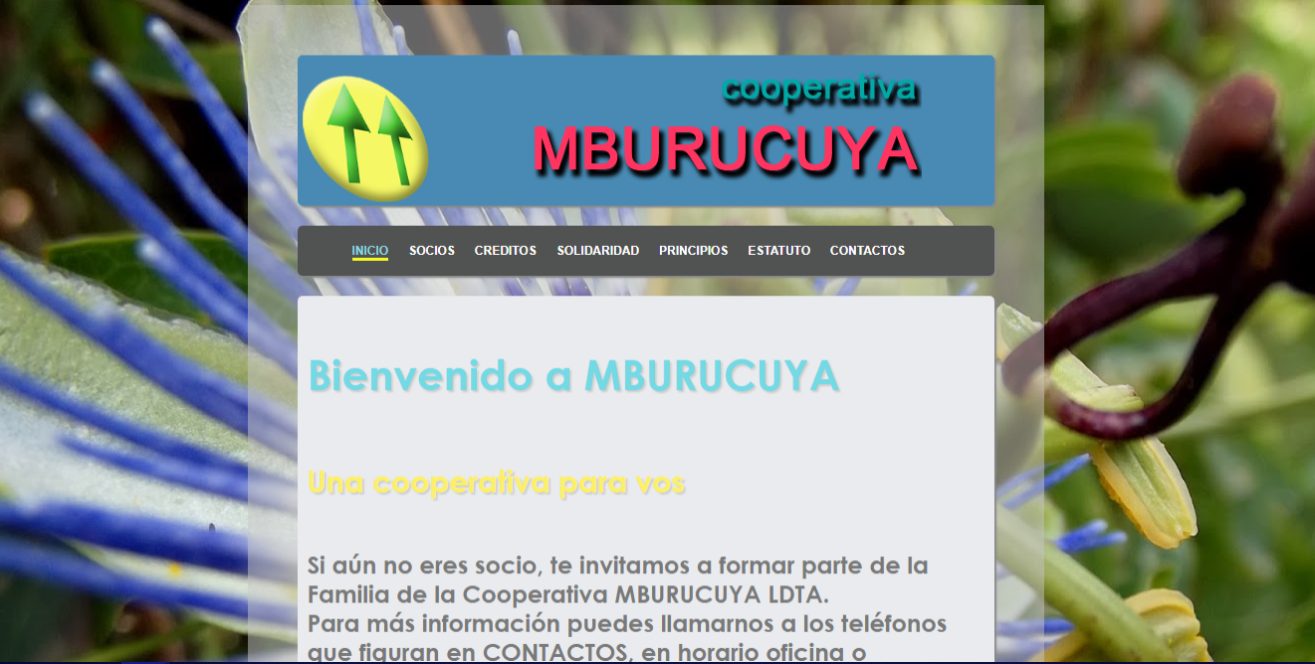 cooperativa
MBURUCUYA
INICIO SOCIOS CREDITOS SOLIDARIDAD PRINCIPIOS ESTATUTO CONTACTOS
Bienvenido a MBURUCUYA
Una cooperativa para vos
Si aún no eres socio, te invitamos a formar parte de la
Familia de la Cooperativa MBURUCUYA LDTA.
Para más información puedes llamarnos a los teléfonos
que figuran en CONTACTOS, en horario oficina o